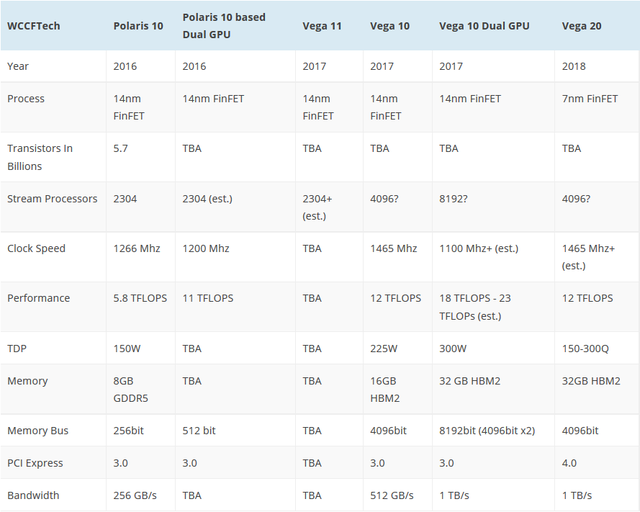 WCCFTech Polaris 10 Polaris 10 based Dual GPU Vega 11 Vega 10 Vega 10 Dual GPU Vega 20
Year 2016 2016 2017 2017 2017 2018
Process 14nm FinFET 14nm FinFET 14nm FinFET 14nm FinFET 14nm FinFET 7nm FinFET
Transistors In Billions 5.7 TBA TBA TBA TBA TBA
Stream Processors 2304 2304 (est.) 2304+ (est.) 4096? 8192? 4096?
Clock Speed 1266 Mhz 1200 Mhz TBA 1465 Mhz 1100 Mhz+ (est.) 1465 Mhz+ (est.)
Performance 5.8 TFLOPS 11 TFLOPS TBA 12 TFLOPS 18 TFLOPS - 23 TFLOPs (est.) 12 TFLOPS
TDP 150W TBA TBA 225W 300W 150-300Q
Memory 8GB GDDR5 TBA TBA 16GB HBM2 32 GB HBM2 32GB HBM2
Memory Bus 256bit 512 bit TBA 4096bit 8192bit (4096bit x2) 4096bit
PCI Express 3.0 3.0 TBA 3.0 3.0 4.0
Bandwidth 256 GB/s TBA TBA 512 GB/s 1 TB/s 1 TB/s